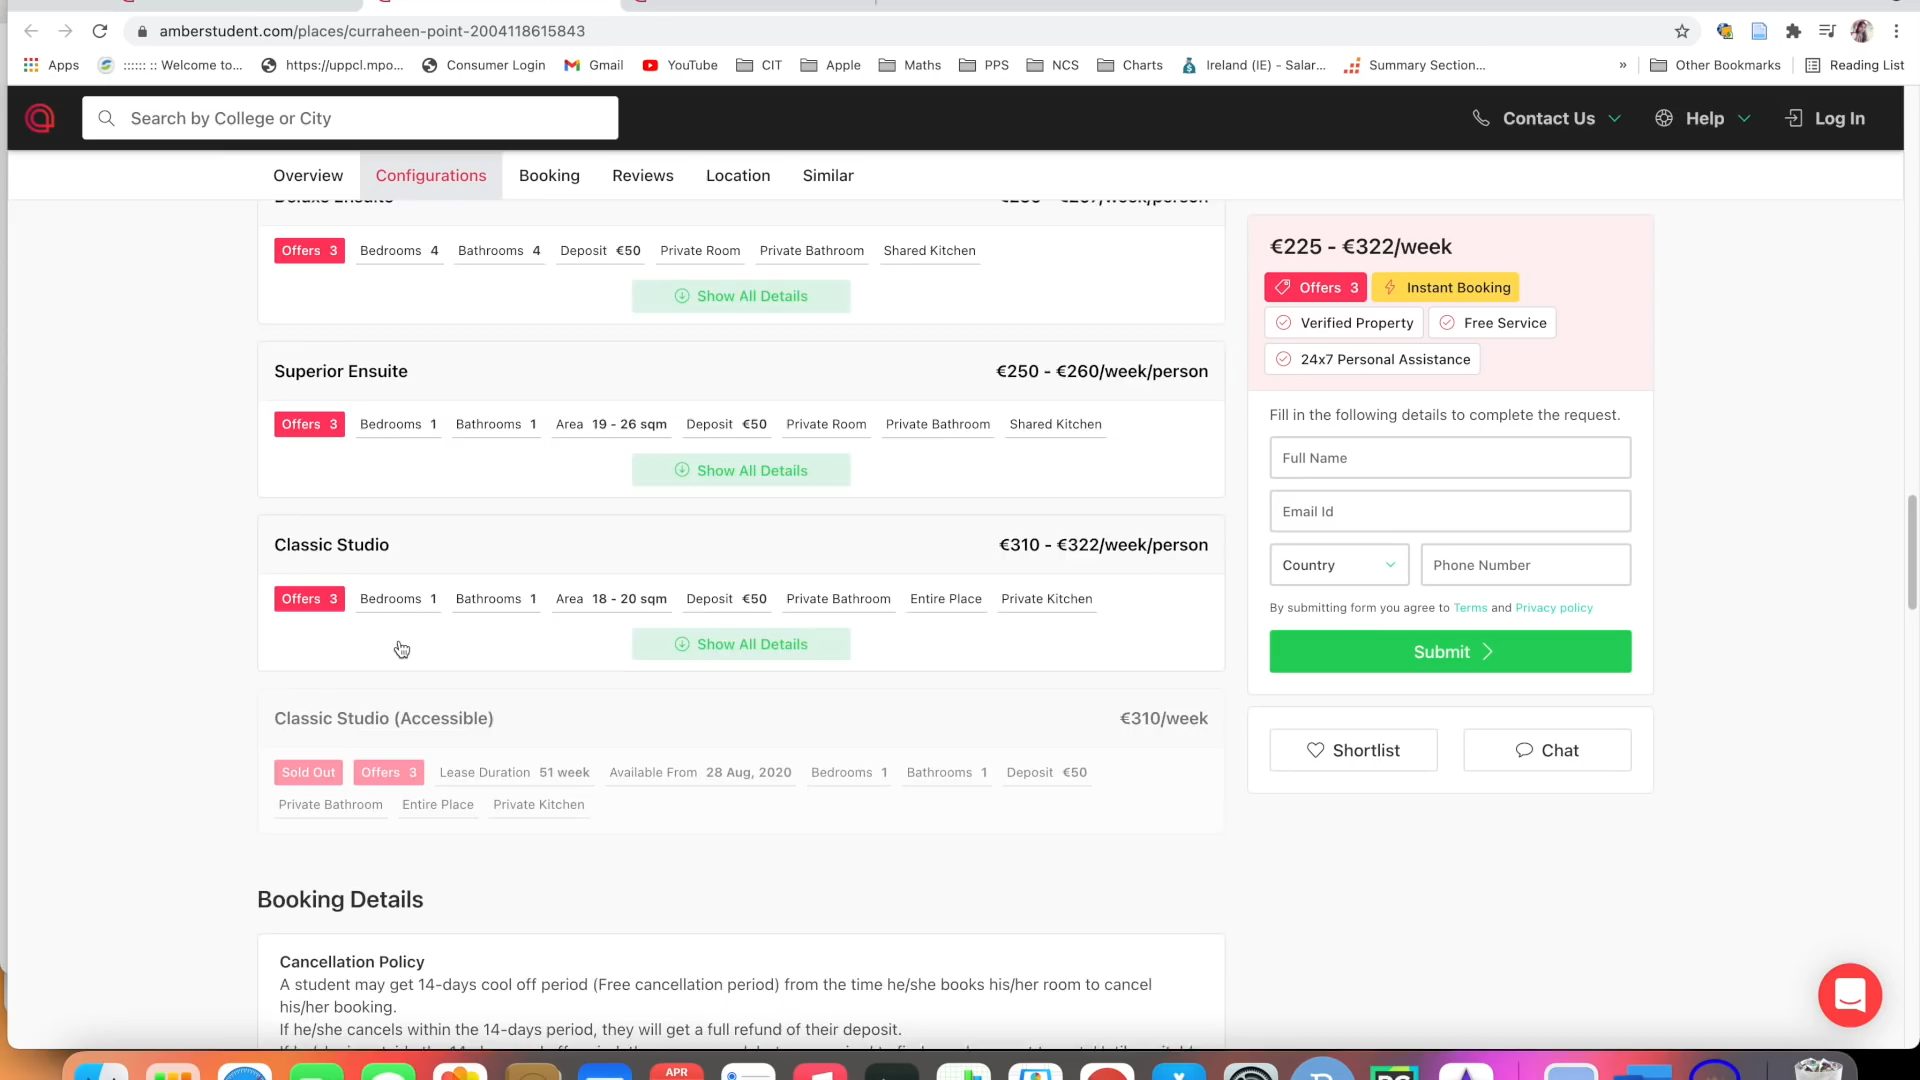 amberstudent.com/places/curraheen-point-2004118615843
Apps :::::: :: Welcome to... https://uppcl.mpo... Consumer Login Gmail YouTube CIT Apple Maths PPS NCS Charts Ireland (IE) - Salar... Summary Section... » Other Bookmarks Reading List
Search by College or City Contact Us Help Log In
Overview Configurations Booking Reviews Location Similar
Deluxe Ensuite
Offers 3 Bedrooms 4 Bathrooms 4 Deposit €50 Private Room Private Bathroom Shared Kitchen
Show All Details
Superior Ensuite €250 - €260/week/person
Offers 3 Bedrooms 1 Bathrooms 1 Area 19 - 26 sqm Deposit €50 Private Room Private Bathroom Shared Kitchen
Show All Details
Classic Studio €310 - €322/week/person
Offers 3 Bedrooms 1 Bathrooms 1 Area 18 - 20 sqm Deposit €50 Private Bathroom Entire Place Private Kitchen
Show All Details
Classic Studio (Accessible) €310/week
Sold Out Offers 3 Lease Duration 51 week Available From 28 Aug, 2020 Bedrooms 1 Bathrooms 1 Deposit €50
Private Bathroom Entire Place Private Kitchen
Booking Details
Cancellation Policy
A student may get 14-days cool off period (Free cancellation period) from the time he/she books his/her room to cancel
his/her booking.
If he/she cancels within the 14-days period, they will get a full refund of their deposit.
€225 - €322/week
Offers 3 Instant Booking
Verified Property Free Service
24x7 Personal Assistance
Fill in the following details to complete the request.
Full Name
Email Id
Country Phone Number
By submitting form you agree to Terms and Privacy policy
Submit
Shortlist Chat
APR